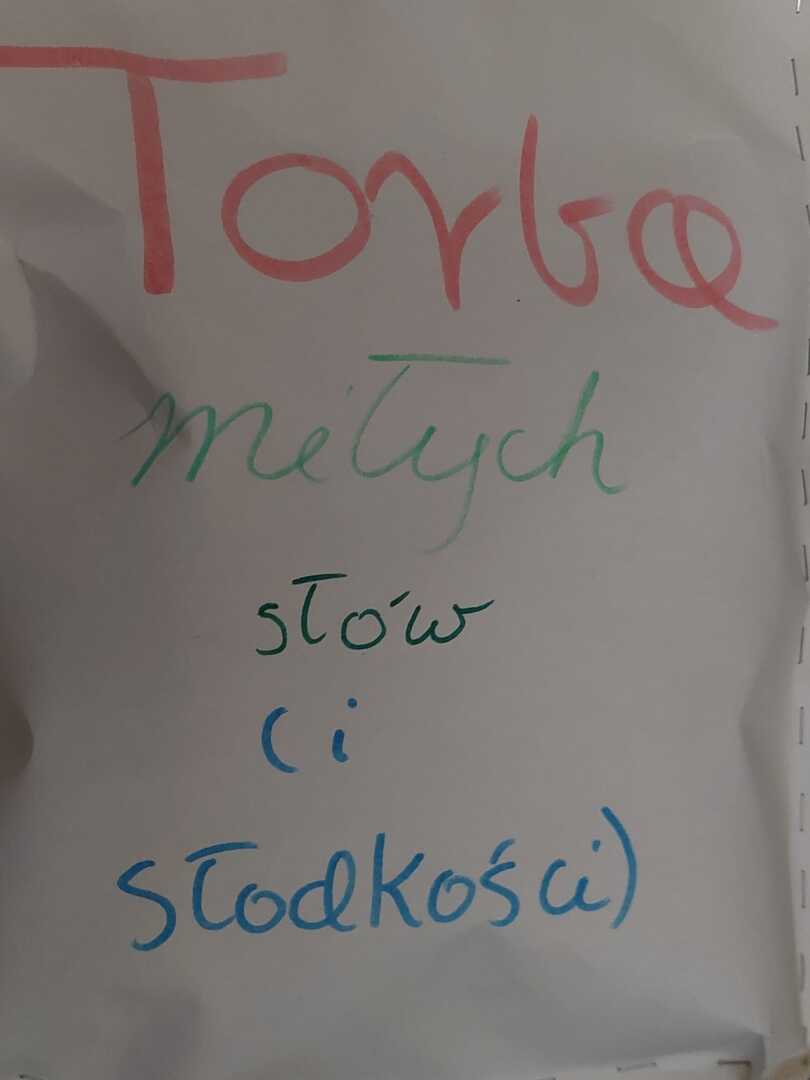 Torba
miłych
słów
(i
słodkości)